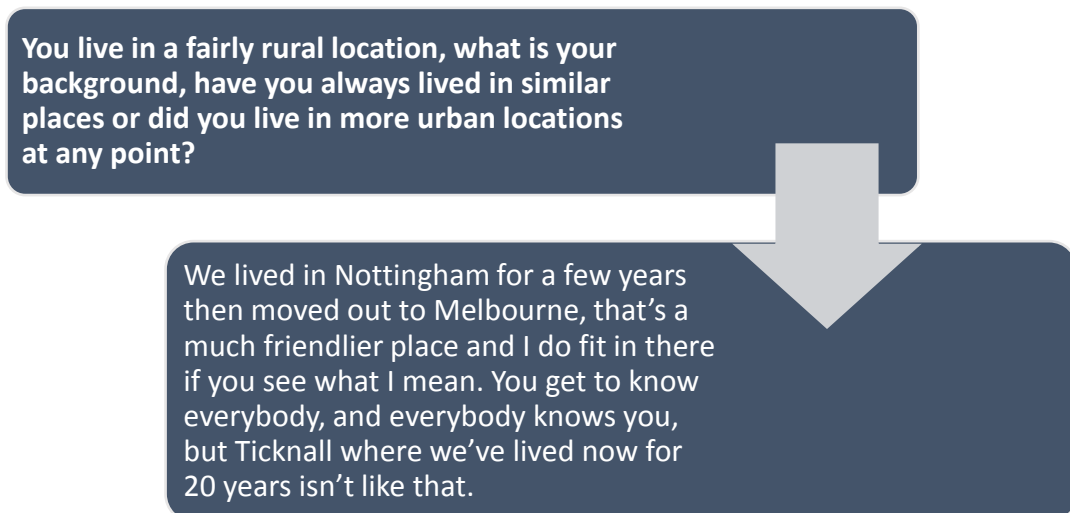 You live in a fairly rural location, what is your
background, have you always lived in similar
places or did you live in more urban locations
at any point?
We lived in Nottingham for a few years
then moved out to Melbourne, that’s a
much friendlier place and I do fit in there
if you see what I mean. You get to know
everybody, and everybody knows you,
but Ticknall where we’ve lived now for
20 years isn’t like that.